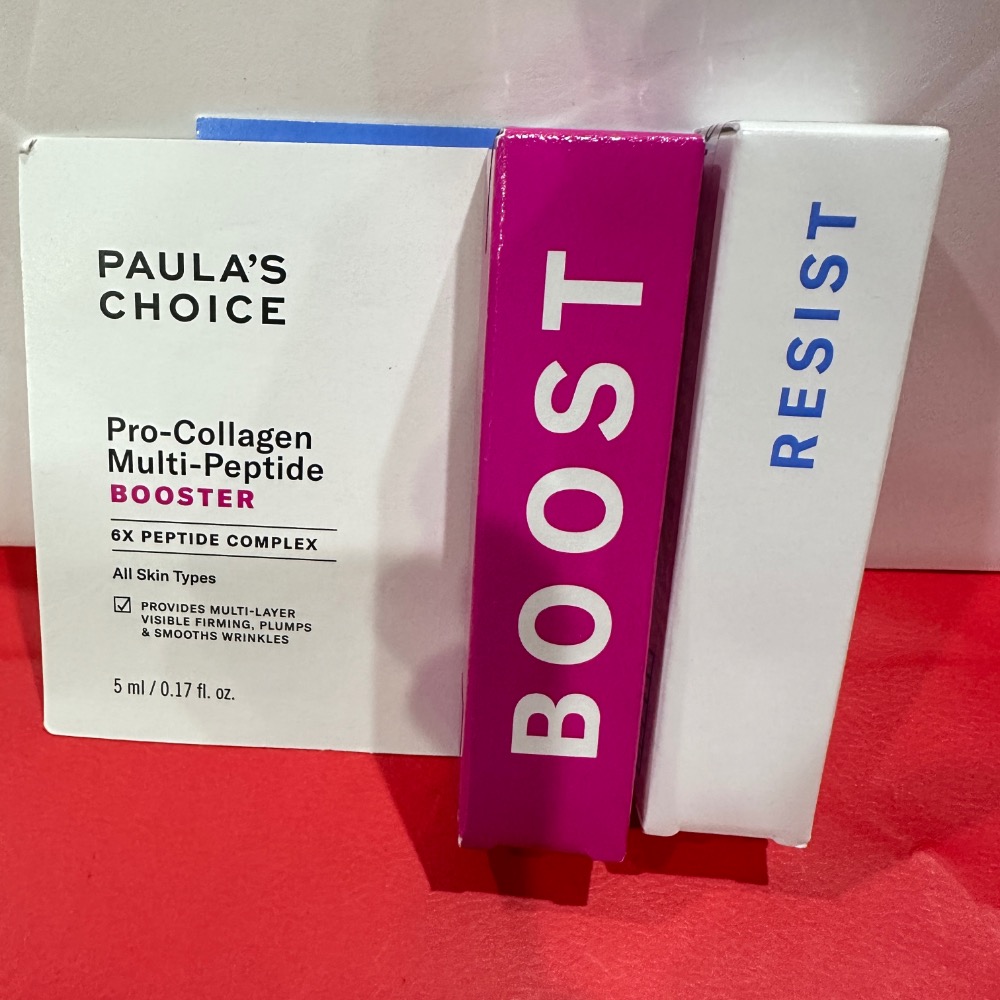 PAULA'S
CHOICE
Pro-Collagen
Multi-Peptide
BOOSTER
6X PEPTIDE COMPLEX
All Skin Types
PROVIDES MULTI-LAYER
VISIBLE FIRMING, PLUMPS
& SMOOTHS WRINKLES
5 ml / 0.17 fl. oz.
BOOST
RESIST